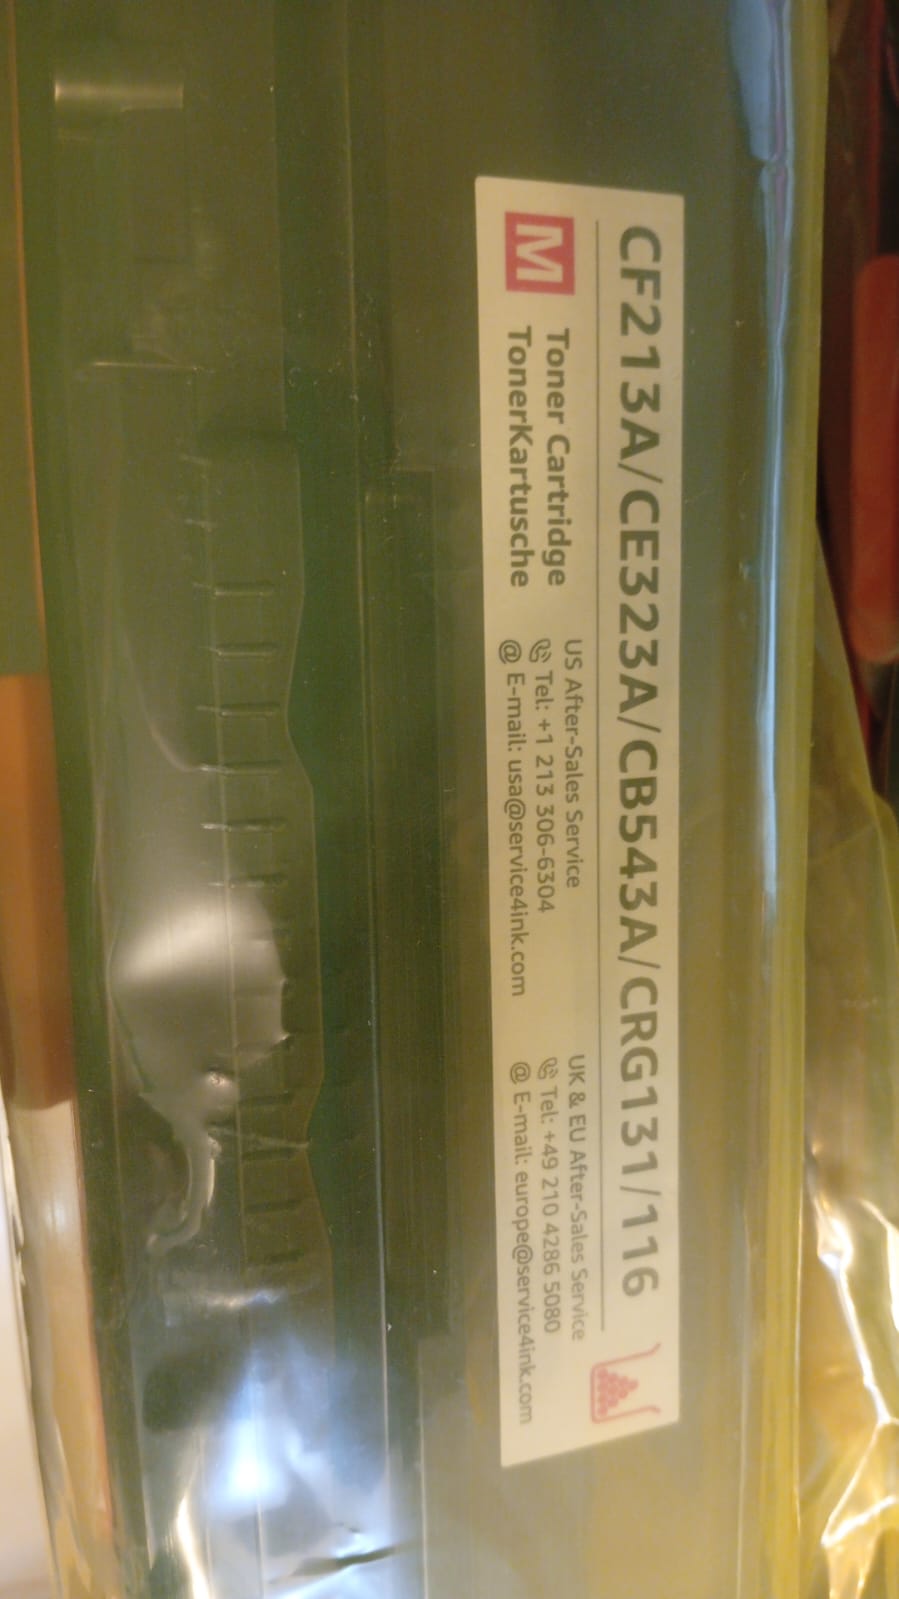 CF213A/CE323A/CB543A/CRG131/116
M
Toner Cartridge
TonerKartusche
US After-Sales Service
Tel: +1 213 306-6304
@ E-mail: usa@service4ink.com
UK & EU After-Sales Service
Tel: +49 210 4286 5080
@ E-mail: europe@service4ink.com